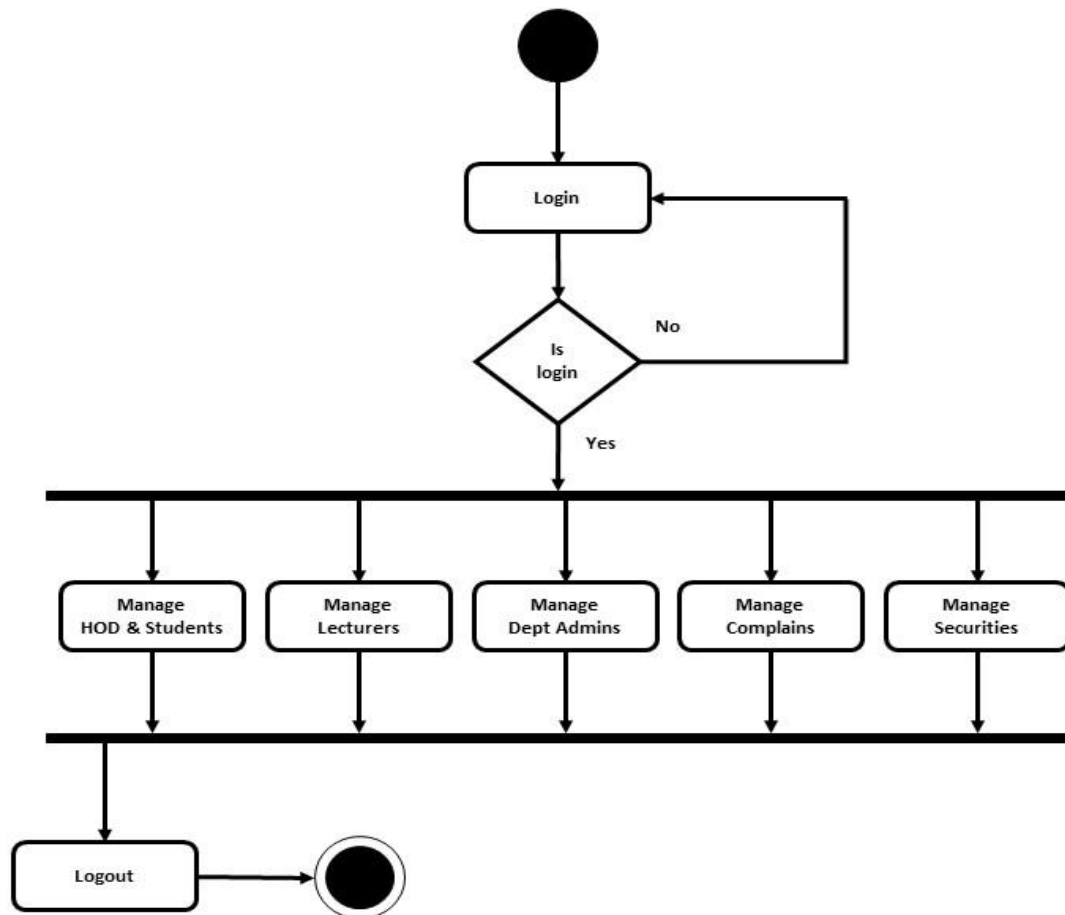 Login
No
Is
login
Yes
Manage
HOD & Students
Manage
Lecturers
Manage
Dept Admins
Manage
Complains
Manage
Securities
Logout